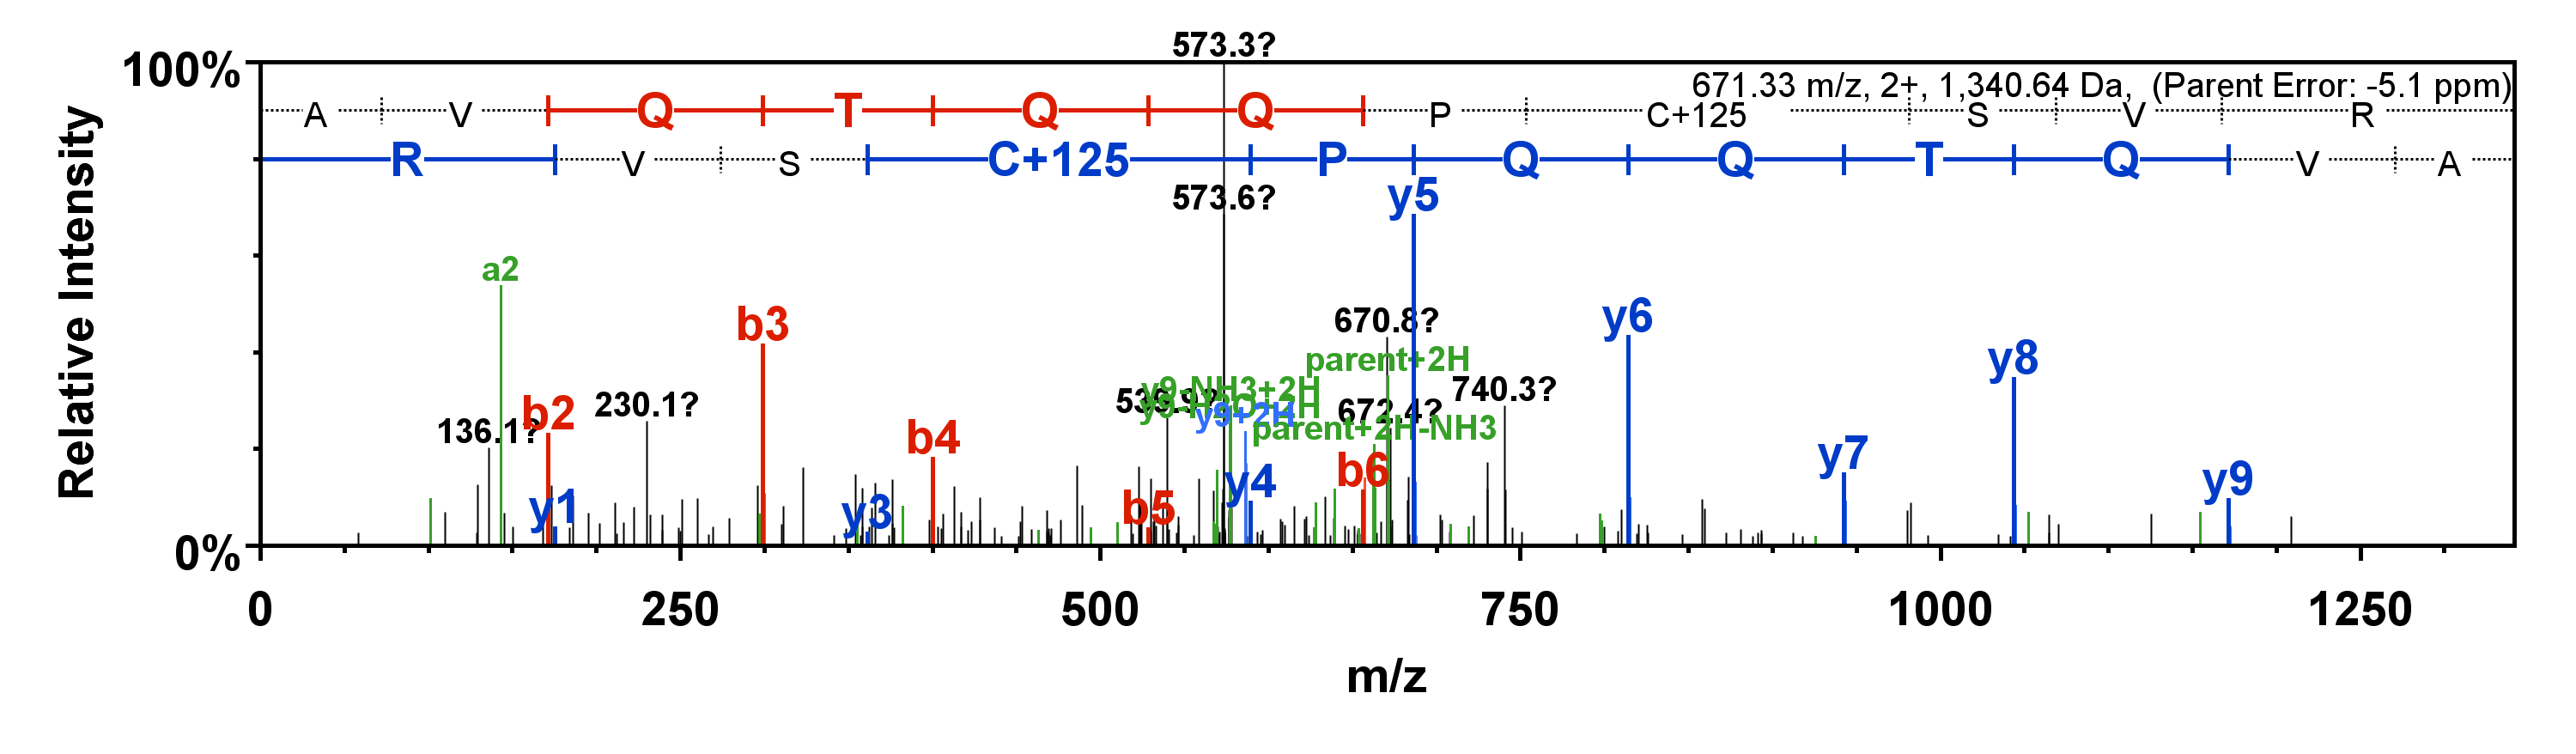 573.3?
100%
671.33 m/z, 2+, 1,340.64 Da, (Parent Error: -5.1 ppm)
A V Q T Q Q P C+125 S V R
R V S C+125 P Q Q T Q V A
573.6?
y5
a2
b3
670.8?
y6
parent+2H
y8
y9-NH3+2H
740.3?
136.1?
b2
230.1?
y9+2H
672.4?
parent+2H-NH3
b4
b6
y7
y9
y4
y1
y3
b5
0%
0 250 500 750 1000 1250
m/z
Relative Intensity